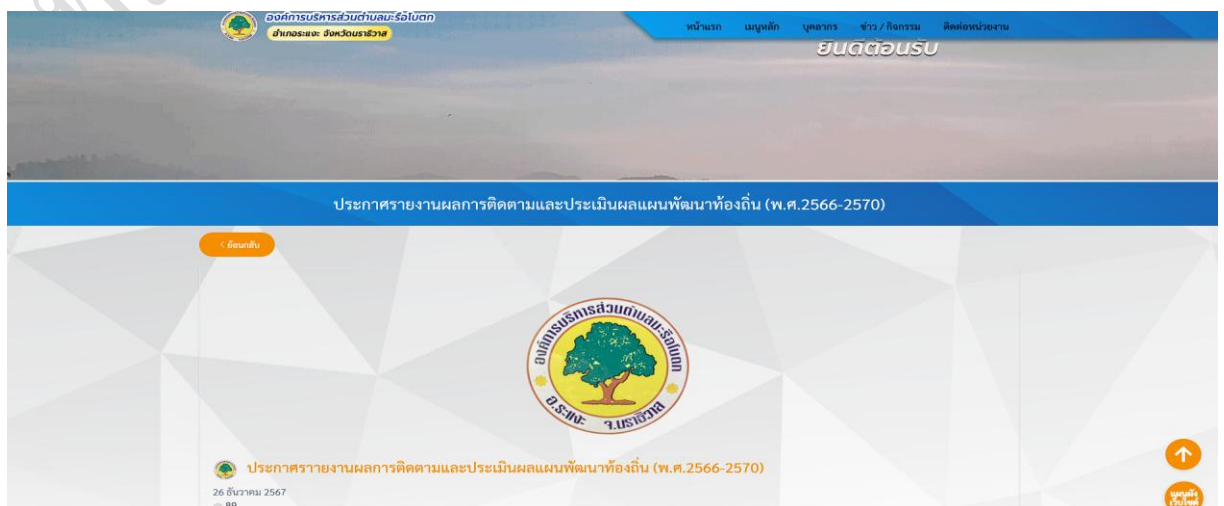 องค์การบริหารส่วนตำบลมะรือโบตก
อำเภอระแงะ จังหวัดนราธิวาส
หน้าแรก เมนูหลัก บุคลากร ข่าว / กิจกรรม ติดต่อหน่วยงาน
ยินดีต้อนรับ
ประกาศรายงานผลการติดตามและประเมินผลแผนพัฒนาท้องถิ่น (พ.ศ.2566-2570)
< ย้อนกลับ
องค์การบริหารส่วนตำบลมะรือโบตก
อ.ระแงะ จ.นราธิวาส
ประกาศรายงานผลการติดตามและประเมินผลแผนพัฒนาท้องถิ่น (พ.ศ.2566-2570)
26 ธันวาคม 2567
89
แผนผัง
เว็บไซต์